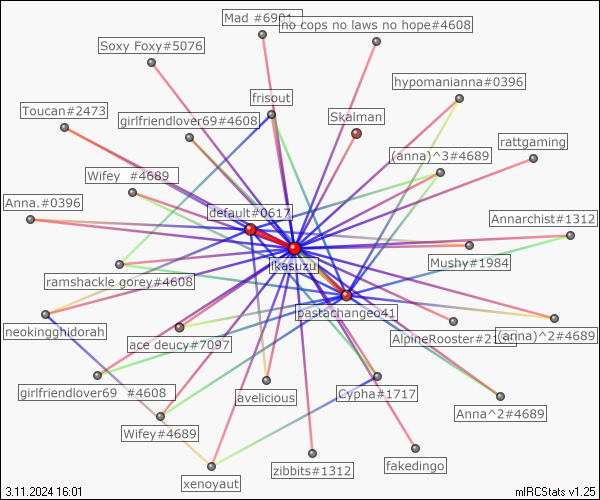 Mad #6901
no cops no laws no hope#4608
Soxy Foxy#5076
hypomanianna#0396
frisout
Toucan#2473
girlfriendlover69#4608
Skalman
rattgaming
(anna)^3#4689
Wifey #4689
Anna.#0396
default#0617
Annarchist#1312
ikasuzu
Mushy#1984
ramshackle gorey#4608
pastachangeo41
neokingghidorah
ace deucy#7097
AlpineRooster#21
(anna)^2#4689
girlfriendlover69 #4608
avelicious
Cypha#1717
Anna^2#4689
Wifey#4689
zibbits#1312
fakedingo
xenoyaut
3.11.2024 16:01
mIRCStats v1.25